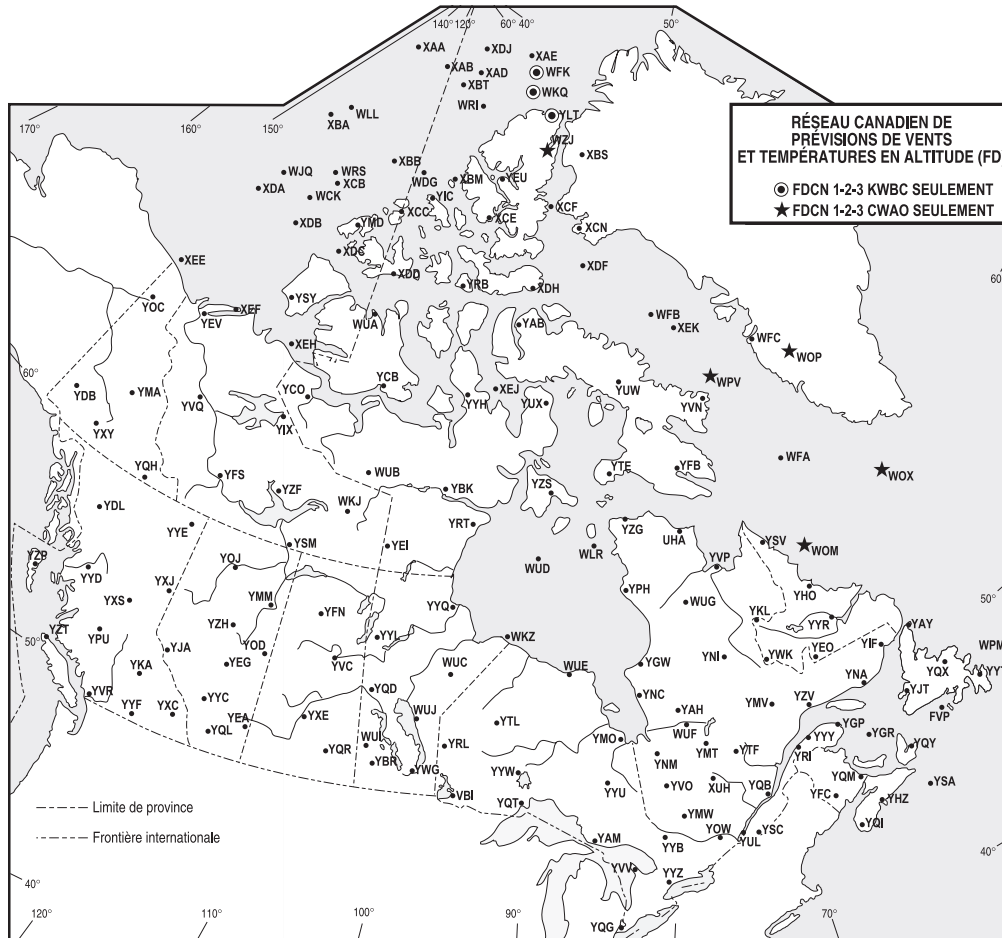 140° 120° 60° 40° 50°
XAA
XDJ
XAE
XAB
XAD
WFK
XBT
WKQ
WRI
YLT
WLL
XBA
170° 160° 150°
WZJ
RÉSEAU CANADIEN DE
PRÉVISIONS DE VENTS
ET TEMPÉRATURES EN ALTITUDE (FD
FDCN 1-2-3 KWBC SEULEMENT
FDCN 1-2-3 CWAO SEULEMENT
XBS
XBB
WJQ
WRS
WDG
XBM
YEU
XDA
XCB
WCK
YIC
XCC
XCE
XCF
XDB
YMD
XCN
XDC
XEE
XDD
XDF
60°
YRB
XDH
YOC
YSY
XEF
YEV
WUA
YAB
WFB
XEK
WFC
WOP
XEH
60°
YDB
YMA
YVQ
YCO
YCB
XEJ
YYH
YUX
YUW
WPV
YVN
YXY
YIX
WFA
WOX
YQH
YFS
WUB
YTE
YFB
YZF
YBK
YZS
YDL
WKJ
YYE
YRT
YZG
UHA
YSV
WOM
YSM
YEI
WLR
WUD
YZP
YYD
YOJ
YVP
YXJ
YPH
YHO
50°
YXS
YMM
YFN
YYQ
WUG
YKL
YYR
YZT
YPU
YZH
YYL
WKZ
YAY
50°
YKA
YJA
YEG
YOD
YVC
WUC
WUE
YGW
YNI
YWK
YEO
YIF
WPM
YQX
YYT
YVR
YYF
YXC
YYC
YQD
YNC
YNA
YJT
YMV
YZV
FVP
YQL
YEA
YXE
WUJ
YTL
YAH
WUF
YGP
YGR
YQY
YQR
WUI
YBR
YRL
YMO
YNM
YMT
YTF
YYY
YRI
YWG
YYW
YYU
YVO
XUH
YQB
YQM
YFC
YSA
YHZ
Limite de province
VBI
YQT
YMW
YQI
Frontière internationale
YAM
YYB
YOW
YUL
YSC
40°
YVV
YYZ
40°
YQG
120° 110° 100° 90° 70°